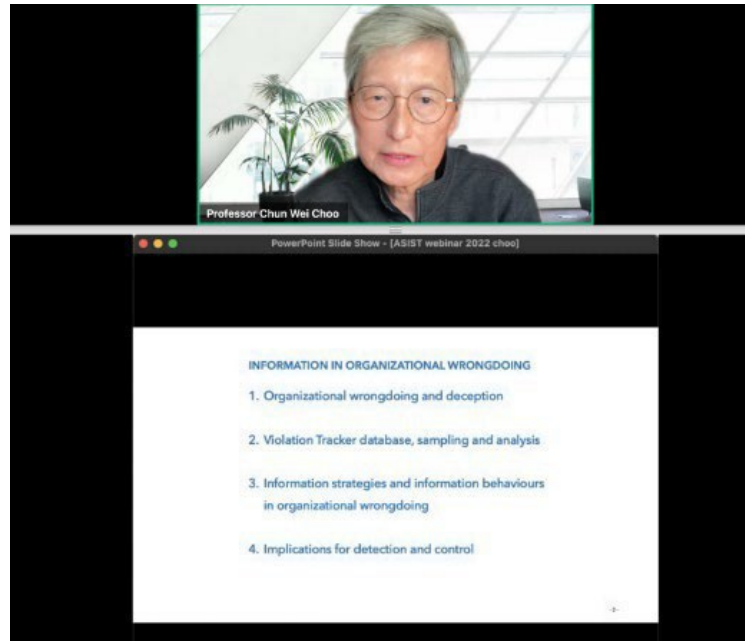 Professor Chun Wei Choo
PowerPoint Slide Show - [ASIST webinar 2022 choo]
INFORMATION IN ORGANIZATIONAL WRONGDOING
1. Organizational wrongdoing and deception
2. Violation Tracker database, sampling and analysis
3. Information strategies and information behaviours
in organizational wrongdoing
4. Implications for detection and control
-2-